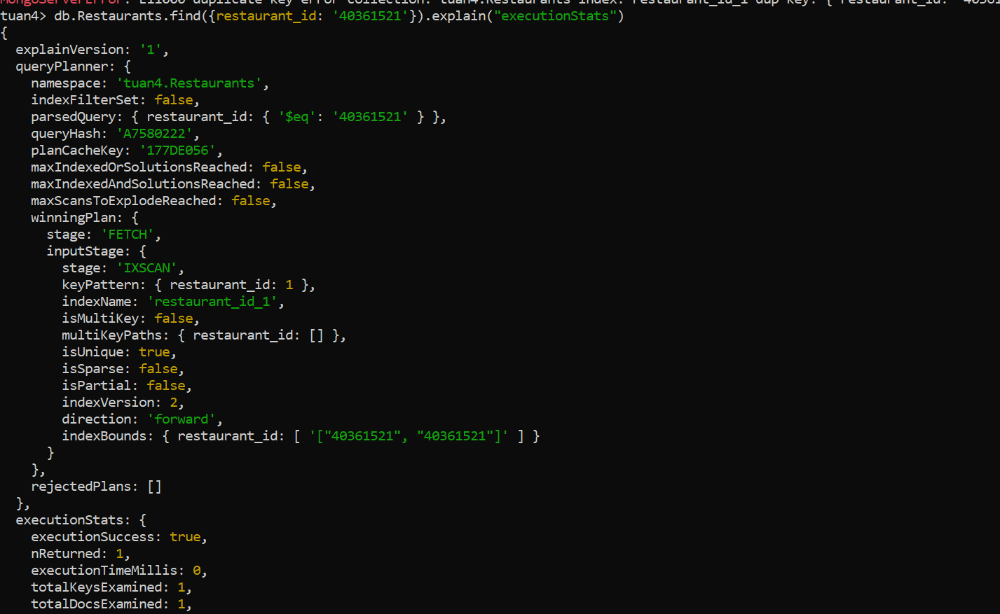 MongoServerError: E11000 duplicate key error collection: tuan4.Restaurants index: restaurant_id_1 dup key: { restaurant_id: "40361
tuan4> db.Restaurants.find({restaurant_id: '40361521'}).explain("executionStats")
{
  explainVersion: '1',
  queryPlanner: {
    namespace: 'tuan4.Restaurants',
    indexFilterSet: false,
    parsedQuery: { restaurant_id: { '$eq': '40361521' } },
    queryHash: 'A7580222',
    planCacheKey: '177DE056',
    maxIndexedOrSolutionsReached: false,
    maxIndexedAndSolutionsReached: false,
    maxScansToExplodeReached: false,
    winningPlan: {
      stage: 'FETCH',
      inputStage: {
        stage: 'IXSCAN',
        keyPattern: { restaurant_id: 1 },
        indexName: 'restaurant_id_1',
        isMultiKey: false,
        multiKeyPaths: { restaurant_id: [] },
        isUnique: true,
        isSparse: false,
        isPartial: false,
        indexVersion: 2,
        direction: 'forward',
        indexBounds: { restaurant_id: [ '["40361521", "40361521"]' ] }
      }
    },
    rejectedPlans: []
  },
  executionStats: {
    executionSuccess: true,
    nReturned: 1,
    executionTimeMillis: 0,
    totalKeysExamined: 1,
    totalDocsExamined: 1,